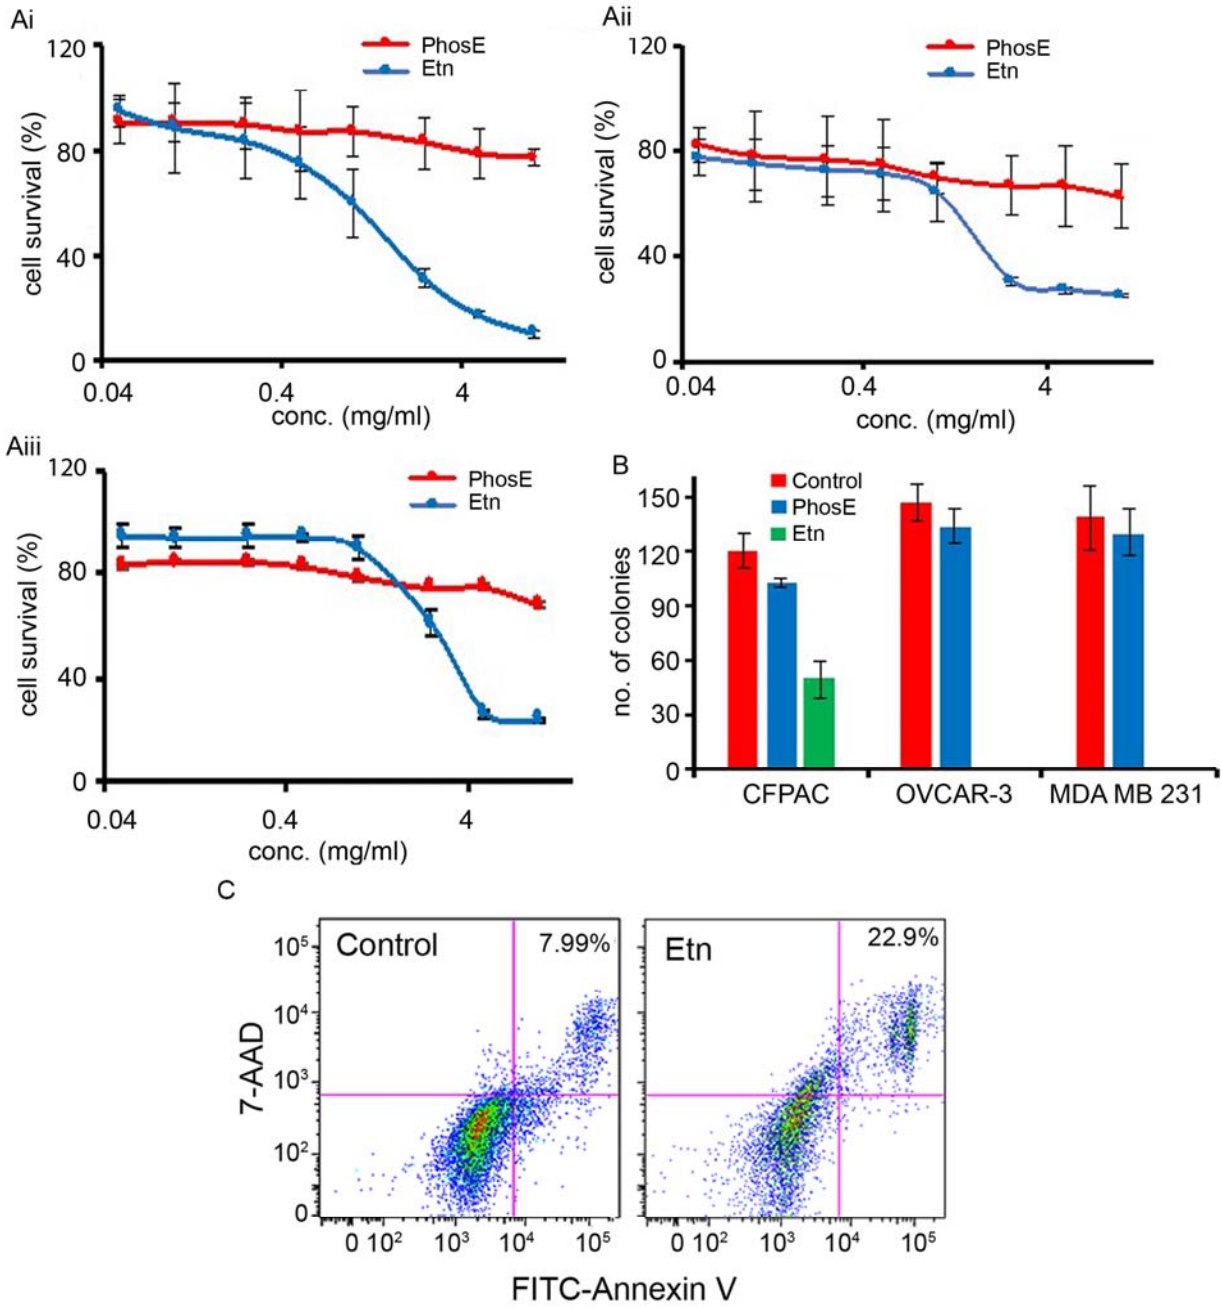 Ai
120
80
40
0
cell survival (%)
PhosE
Etn
0.04 0.4 4
conc. (mg/ml)
Aii
120
80
40
0
cell survival (%)
PhosE
Etn
0.04 0.4 4
conc. (mg/ml)
Aiii
120
80
40
0
cell survival (%)
PhosE
Etn
0.04 0.4 4
conc. (mg/ml)
B
150
120
90
60
30
0
no. of colonies
Control
PhosE
Etn
CFPAC OVCAR-3 MDA MB 231
C
Control 7.99%
Etn 22.9%
7-AAD
10⁵
10⁴
10³
10²
0
0 10² 10³ 10⁴ 10⁵
0 10² 10³ 10⁴ 10⁵
FITC-Annexin V